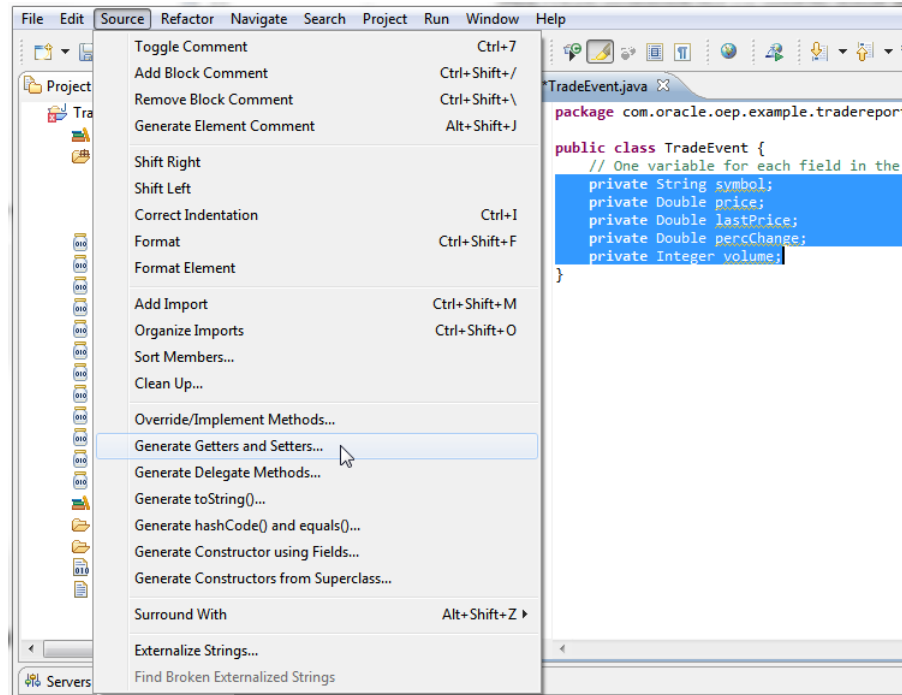 File Edit Source Refactor Navigate Search Project Run Window Help
Project
Tra
Toggle Comment Ctrl+7
Add Block Comment Ctrl+Shift+/
Remove Block Comment Ctrl+Shift+\
Generate Element Comment Alt+Shift+J
Shift Right
Shift Left
Correct Indentation Ctrl+I
Format Ctrl+Shift+F
Format Element
Add Import Ctrl+Shift+M
Organize Imports Ctrl+Shift+O
Sort Members...
Clean Up...
Override/Implement Methods...
Generate Getters and Setters...
Generate Delegate Methods...
Generate toString()...
Generate hashCode() and equals()...
Generate Constructor using Fields...
Generate Constructors from Superclass...
Surround With Alt+Shift+Z
Externalize Strings...
Find Broken Externalized Strings
Servers
*TradeEvent.java
package com.oracle.oep.example.traderepor
public class TradeEvent {
// One variable for each field in the
private String symbol;
private Double price;
private Double lastPrice;
private Double percChange;
private Integer volume;
}